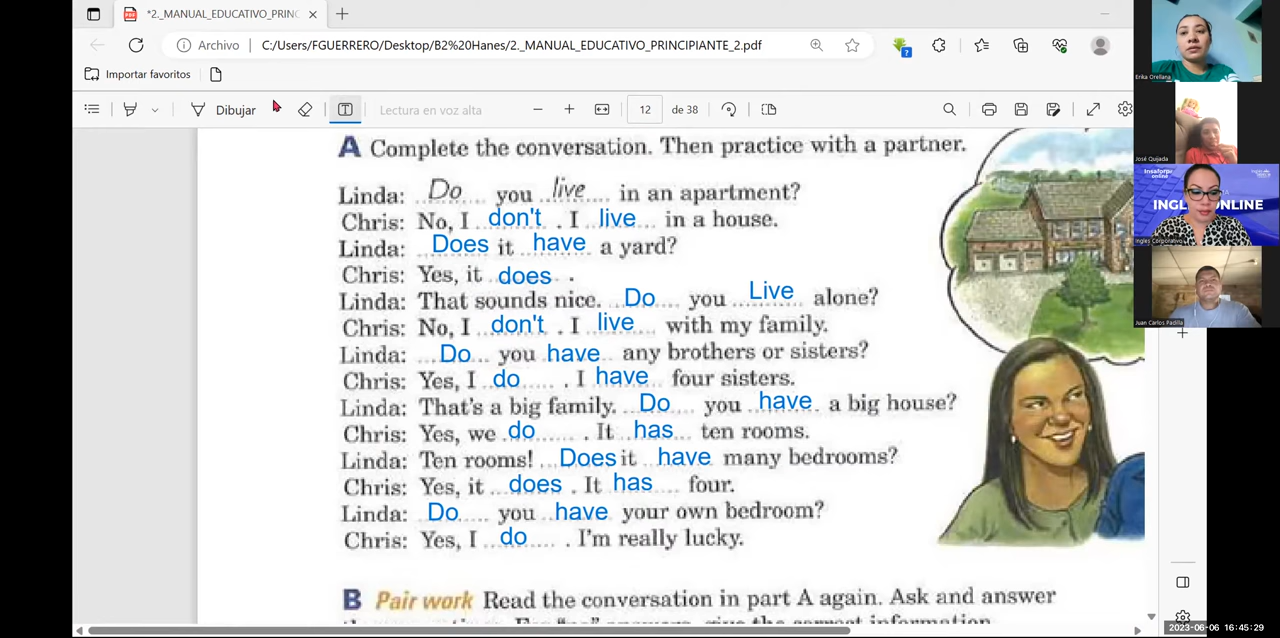 *2._MANUAL_EDUCATIVO_PRINC
Archivo | C:/Users/FGUERRERO/Desktop/B2%20Hanes/2._MANUAL_EDUCATIVO_PRINCIPIANTE_2.pdf
Importar favoritos
Dibujar Lectura en voz alta 12 de 38
A Complete the conversation. Then practice with a partner.
Linda: Do you live in an apartment?
Chris: No, I don't . I live in a house.
Linda: Does it have a yard?
Chris: Yes, it does .
Linda: That sounds nice. Do you Live alone?
Chris: No, I don't . I live with my family.
Linda: Do you have any brothers or sisters?
Chris: Yes, I do . I have four sisters.
Linda: That's a big family. Do you have a big house?
Chris: Yes, we do . It has ten rooms.
Linda: Ten rooms! Does it have many bedrooms?
Chris: Yes, it does . It has four.
Linda: Do you have your own bedroom?
Chris: Yes, I do . I'm really lucky.
B Pair work Read the conversation in part A again. Ask and answer
Erika Orellana
José Quijada
Insaforp
online
INGL ONLINE
Ingles Corporativo
Juan Carlos Padilla
2023-06-06 16:45:29